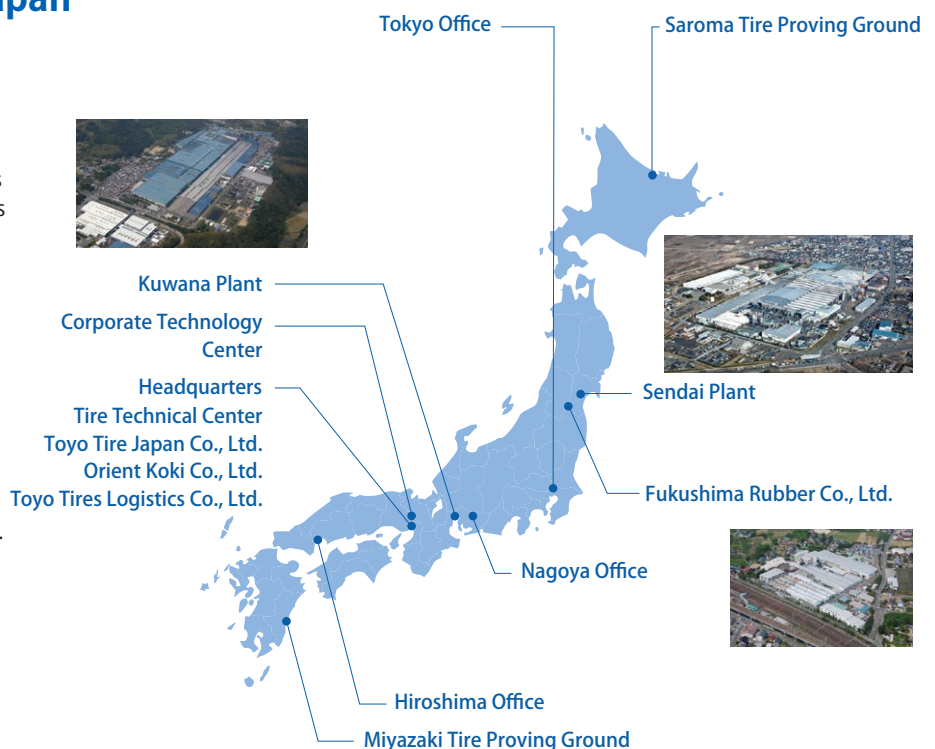 Tokyo Office
Saroma Tire Proving Ground
Kuwana Plant
Corporate Technology
Center
Headquarters
Tire Technical Center
Toyo Tire Japan Co., Ltd.
Orient Koki Co., Ltd.
Toyo Tires Logistics Co., Ltd.
Sendai Plant
Fukushima Rubber Co., Ltd.
Nagoya Office
Hiroshima Office
Miyazaki Tire Proving Ground